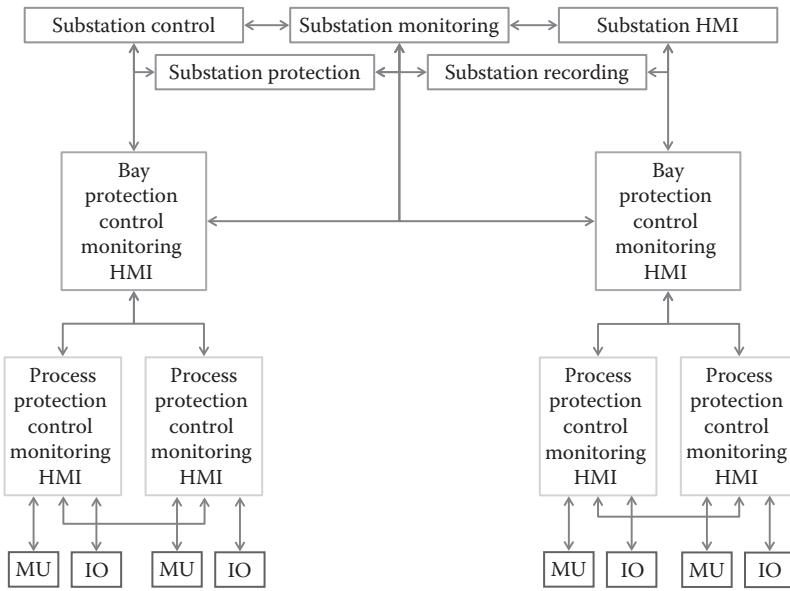 Substation control
Substation monitoring
Substation HMI
Substation protection
Substation recording
Bay
protection
control
monitoring
HMI
Bay
protection
control
monitoring
HMI
Process
protection
control
monitoring
HMI
Process
protection
control
monitoring
HMI
Process
protection
control
monitoring
HMI
Process
protection
control
monitoring
HMI
MU
IO
MU
IO
MU
IO
MU
IO